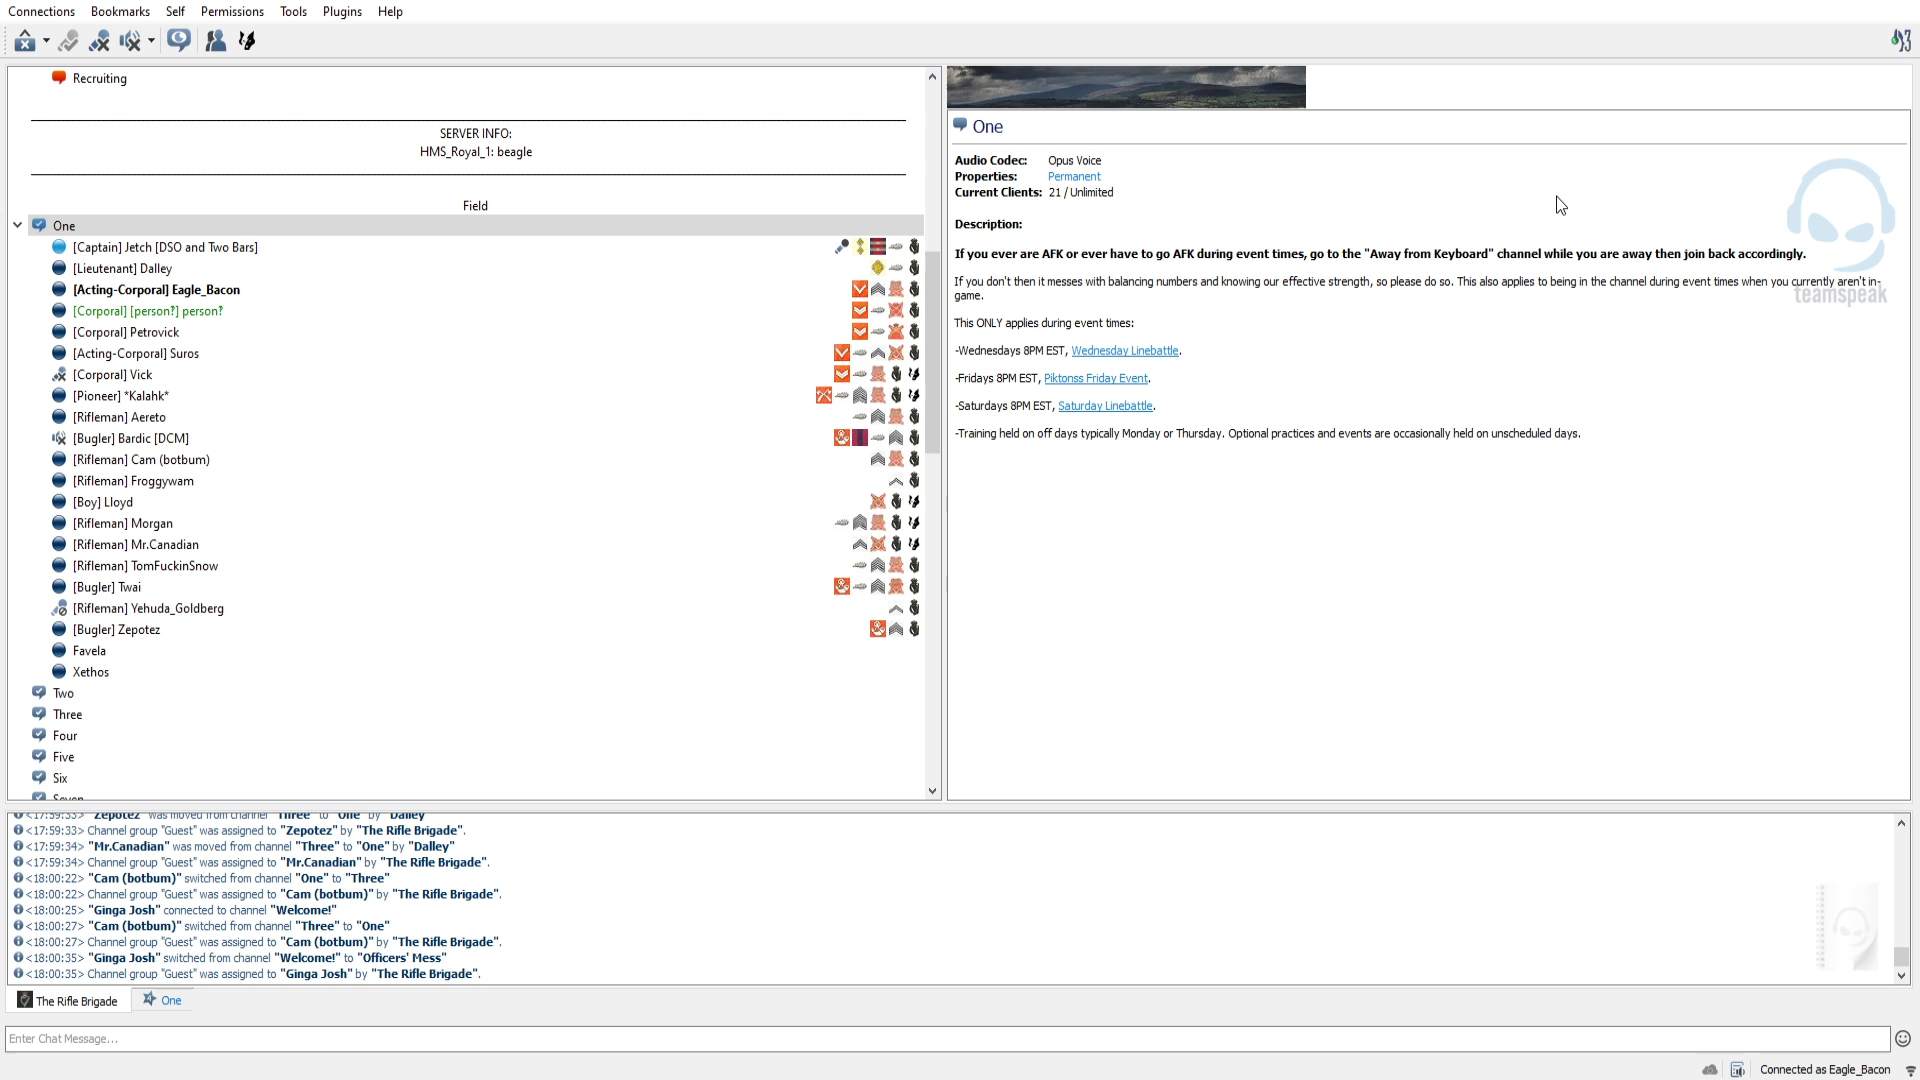 Connections Bookmarks Self Permissions Tools Plugins Help
Recruiting
SERVER INFO:
HMS_Royal_1: beagle
Field
One
[Captain] Jetch [DSO and Two Bars]
[Lieutenant] Dalley
[Acting-Corporal] Eagle_Bacon
[Corporal] [person?] person?
[Corporal] Petrovick
[Acting-Corporal] Suros
[Corporal] Vick
[Pioneer] *Kalahk*
[Rifleman] Aereto
[Bugler] Bardic [DCM]
[Rifleman] Cam (botbum)
[Rifleman] Froggywam
[Boy] Lloyd
[Rifleman] Morgan
[Rifleman] Mr.Canadian
[Rifleman] TomFuckinSnow
[Bugler] Twai
[Rifleman] Yehuda_Goldberg
[Bugler] Zepotez
Favela
Xethos
Two
Three
Four
Five
Six
Seven
One
Audio Codec: Opus Voice
Properties: Permanent
Current Clients: 21 / Unlimited
Description:
If you ever are AFK or ever have to go AFK during event times, go to the "Away from Keyboard" channel while you are away then join back accordingly.
If you don't then it messes with balancing numbers and knowing our effective strength, so please do so. This also applies to being in the channel during event times when you currently aren't in-
game.
This ONLY applies during event times:
-Wednesdays 8PM EST, Wednesday Linebattle.
-Fridays 8PM EST, Piktonss Friday Event.
-Saturdays 8PM EST, Saturday Linebattle.
-Training held on off days typically Monday or Thursday. Optional practices and events are occasionally held on unscheduled days.
teamspeak
<17:59:33> "Zepotez" was moved from channel "Three" to "One" by "Dalley"
<17:59:33> Channel group "Guest" was assigned to "Zepotez" by "The Rifle Brigade".
<17:59:34> "Mr.Canadian" was moved from channel "Three" to "One" by "Dalley"
<17:59:34> Channel group "Guest" was assigned to "Mr.Canadian" by "The Rifle Brigade".
<18:00:22> "Cam (botbum)" switched from channel "One" to "Three"
<18:00:22> Channel group "Guest" was assigned to "Cam (botbum)" by "The Rifle Brigade".
<18:00:25> "Ginga Josh" connected to channel "Welcome!"
<18:00:27> "Cam (botbum)" switched from channel "Three" to "One"
<18:00:27> Channel group "Guest" was assigned to "Cam (botbum)" by "The Rifle Brigade".
<18:00:35> "Ginga Josh" switched from channel "Welcome!" to "Officers' Mess"
<18:00:35> Channel group "Guest" was assigned to "Ginga Josh" by "The Rifle Brigade".
The Rifle Brigade One
Enter Chat Message...
Connected as Eagle_Bacon